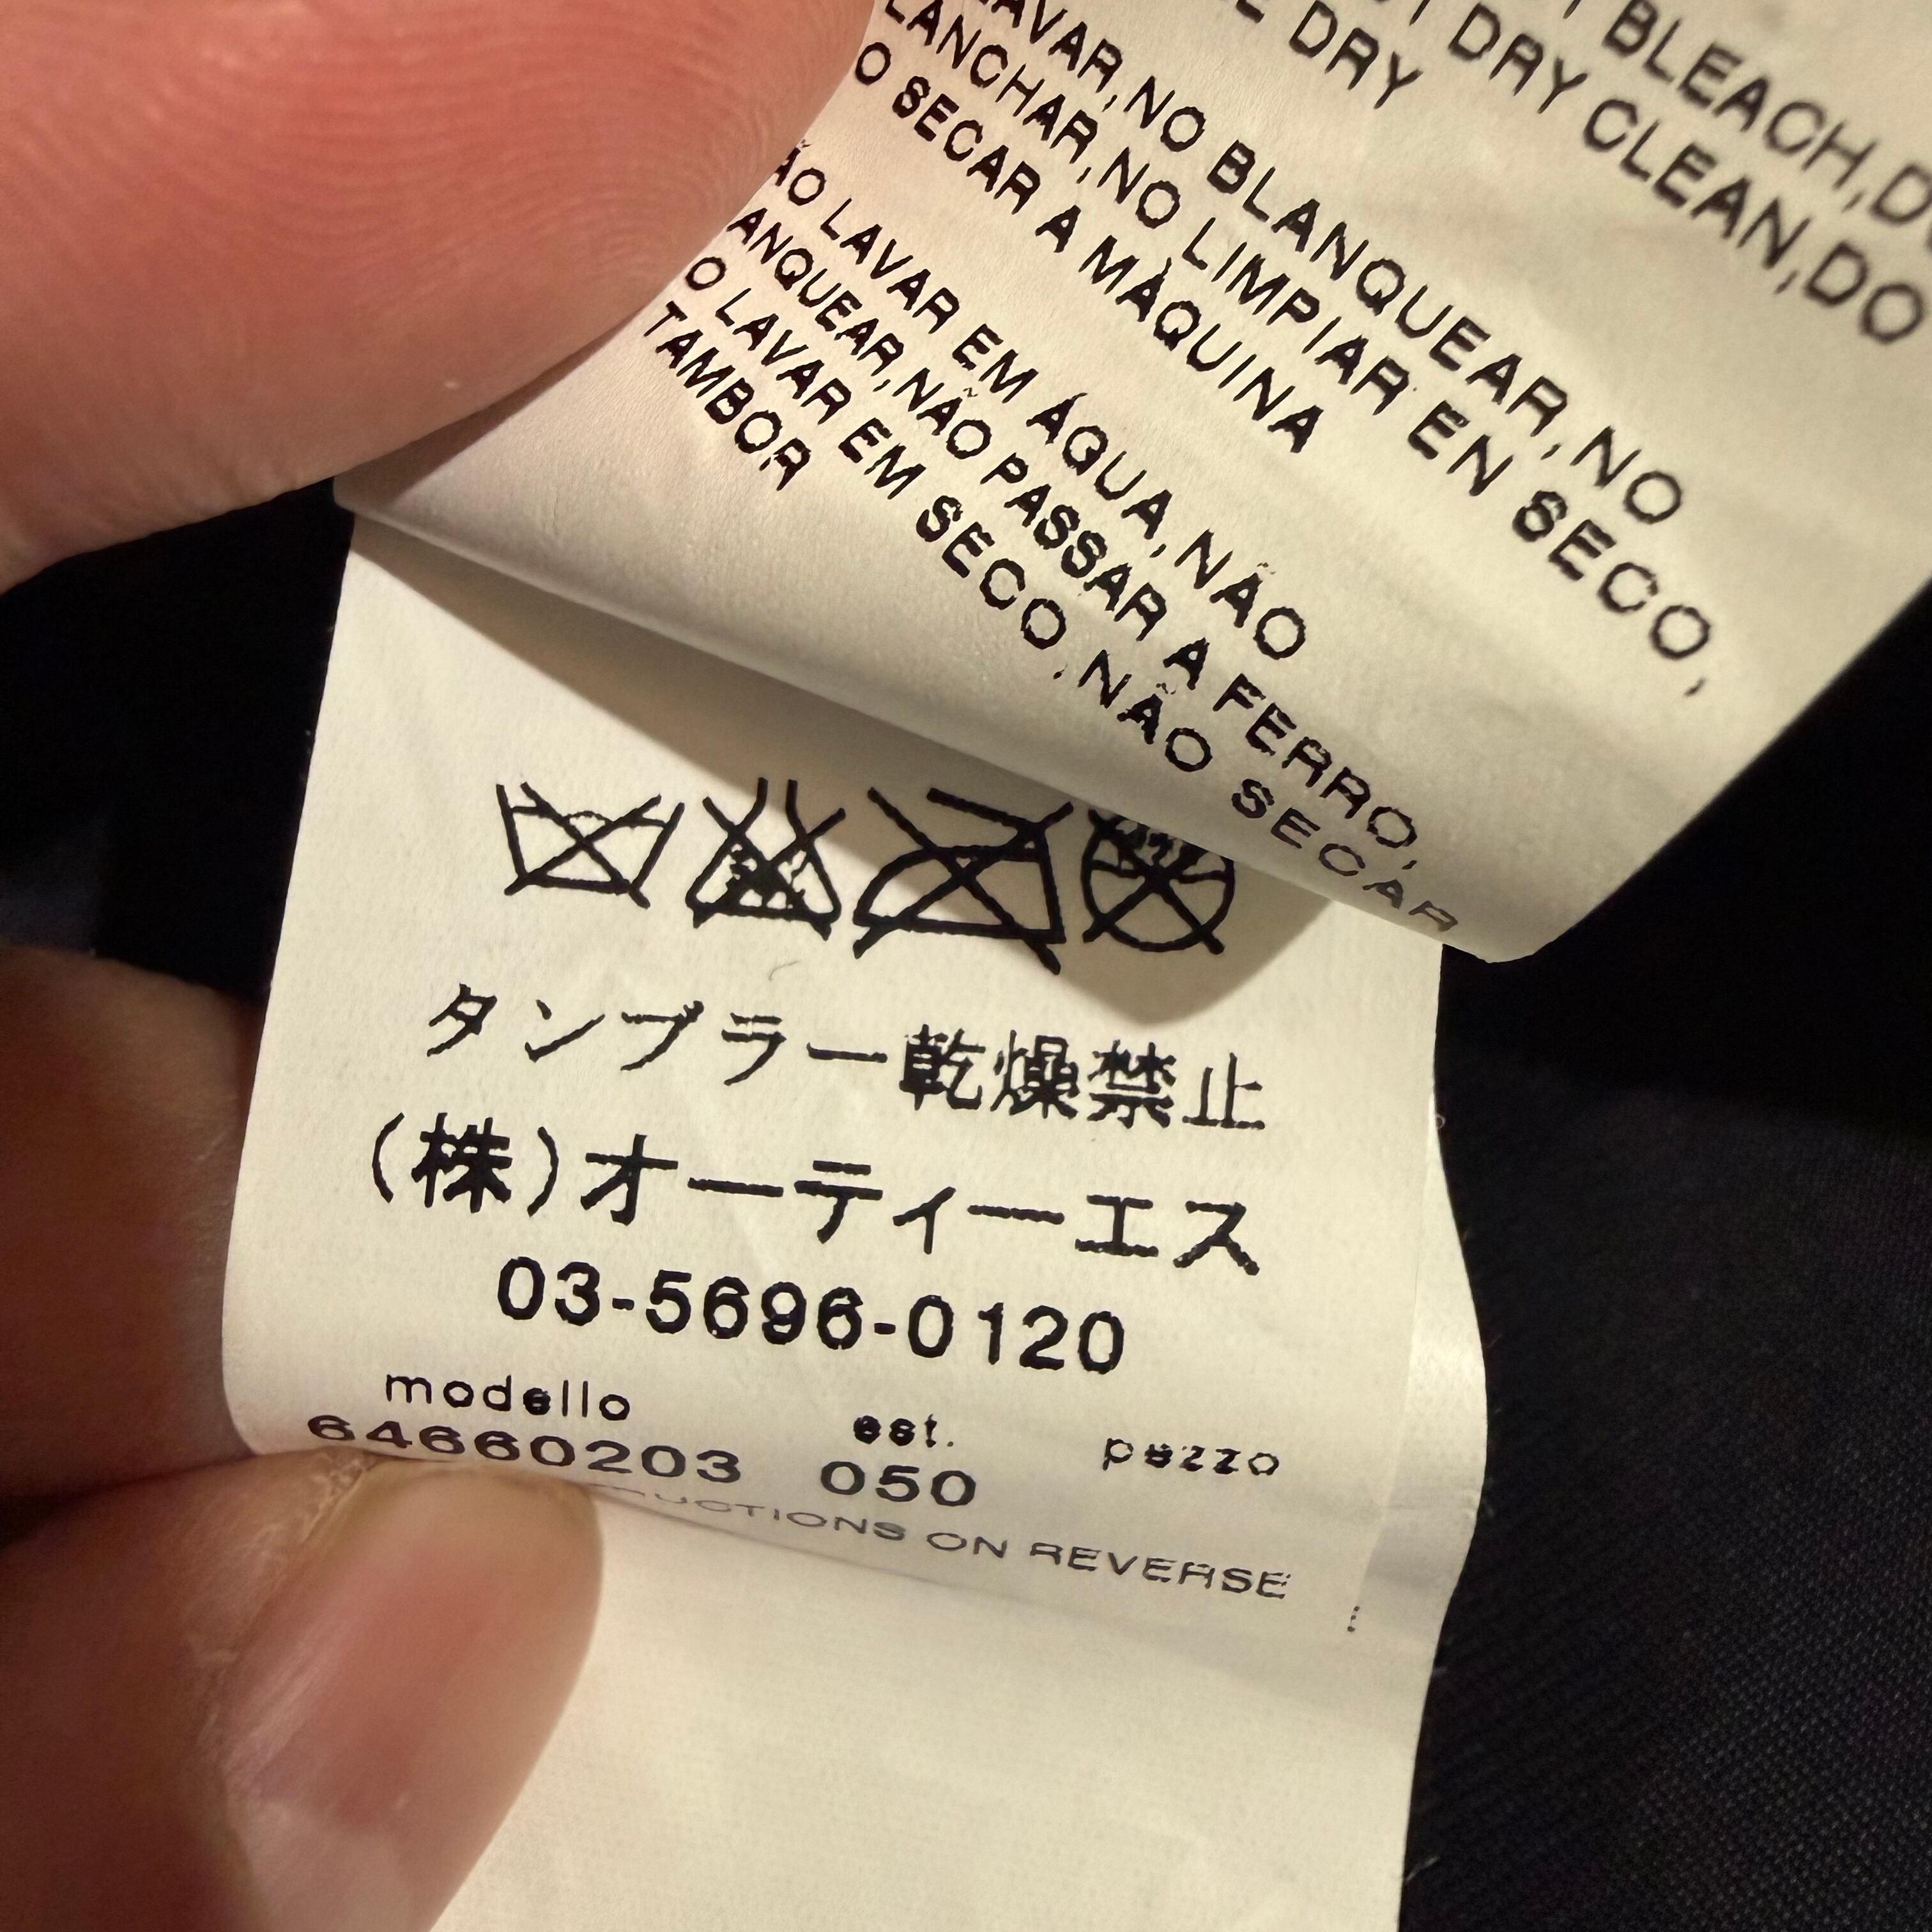 BLEACH,DO
DRY CLEAN,DO
DRY
LAVAR,NO BLANQUEAR,NO
LANCHAR,NO LIMPIAR EN SECO,
O SECAR A MÀQUINA
ÃO LAVAR EM ÁQUA,NÃO
ANQUEAR,NÃO PASSAR A FERRO,
O LAVAR EM SECO,NÃO SECAR
TAMBOR
タンブラー乾燥禁止
(株)オーティーエス
03-5696-0120
modello est. pezzo
64660203 050
UCTIONS ON REVERSE